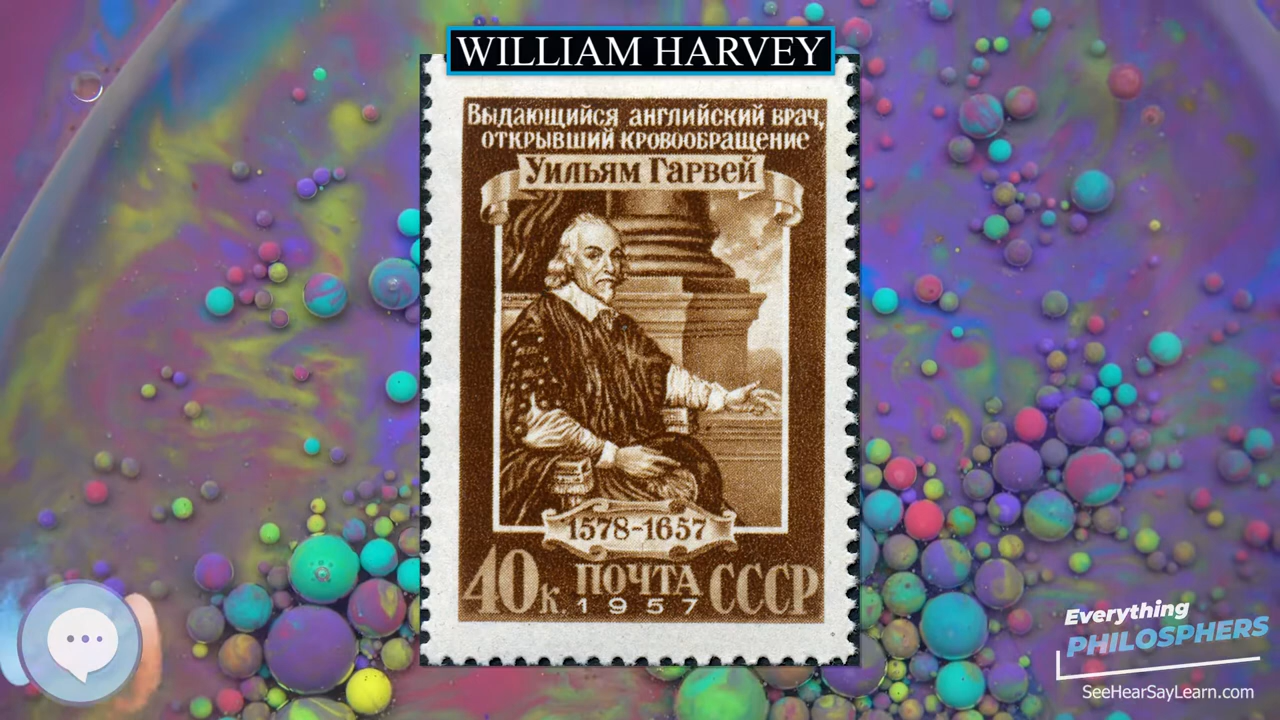 WILLIAM HARVEY
Выдающийся английский врач,
открывший кровообращение
Уильям Гарвей
1578-1657
40к. ПОЧТА СССР
1957
Everything
PHILOSPHERS
SeeHearSayLearn.com